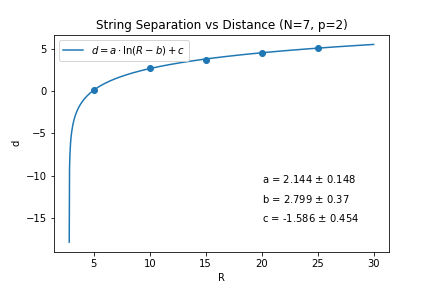 String Separation vs Distance (N=7, p=2)
d = a · ln(R − b) + c
d
0
−5
−10
−15
a = 2.144 ± 0.148
b = 2.799 ± 0.37
c = -1.586 ± 0.454
5 10 15 20 25 30
R